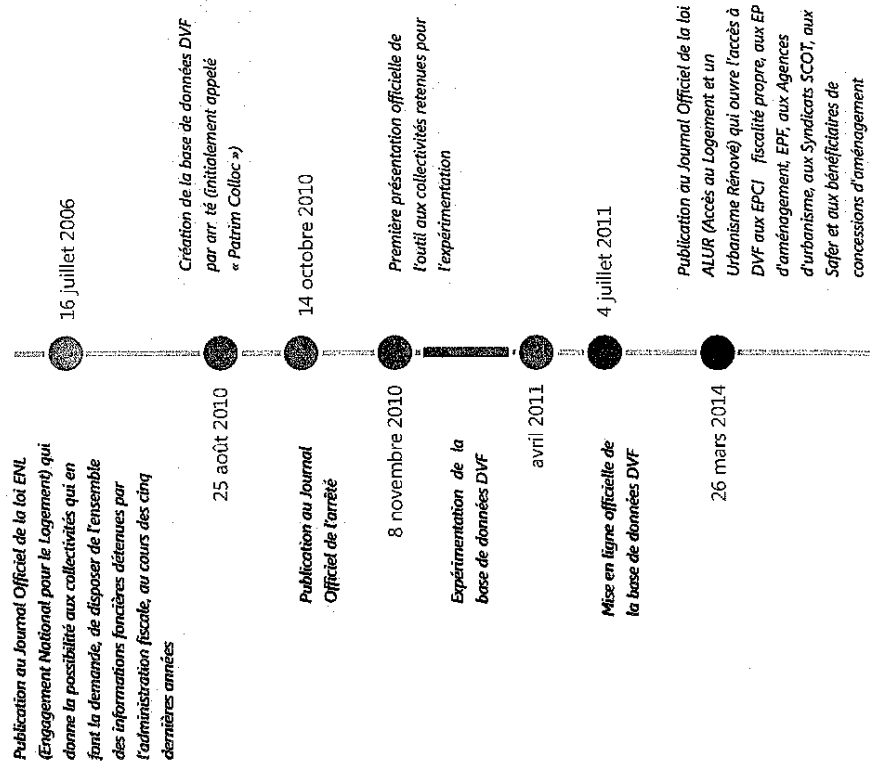 16 juillet 2006
Publication au Journal Officiel de la loi ENL
(Engagement National pour le Logement) qui
donne la possibilité aux collectivités qui en
font la demande, de disposer de l'ensemble
des informations foncières détenues par
l'administration fiscale, au cours des cinq
dernières années
25 août 2010
Création de la base de données DVF
par arr. té (initialement appelé
« Patrim Colloc »)
14 octobre 2010
Publication au Journal
Officiel de l'arrêté
8 novembre 2010
Première présentation officielle de
l'outil aux collectivités retenues pour
l'expérimentation
Expérimentation de la
base de données DVF
avril 2011
4 juillet 2011
Mise en ligne officielle de
la base de données DVF
26 mars 2014
Publication au Journal Officiel de la loi
ALUR (Accès au Logement et un
Urbanisme Rénové) qui ouvre l'accès à
DVF aux EPCI fiscalité propre, aux EP
d'aménagement, EPF, aux Agences
d'urbanisme, aux Syndicats SCOT, aux
Safer et aux bénéficiaires de
concessions d'aménagement